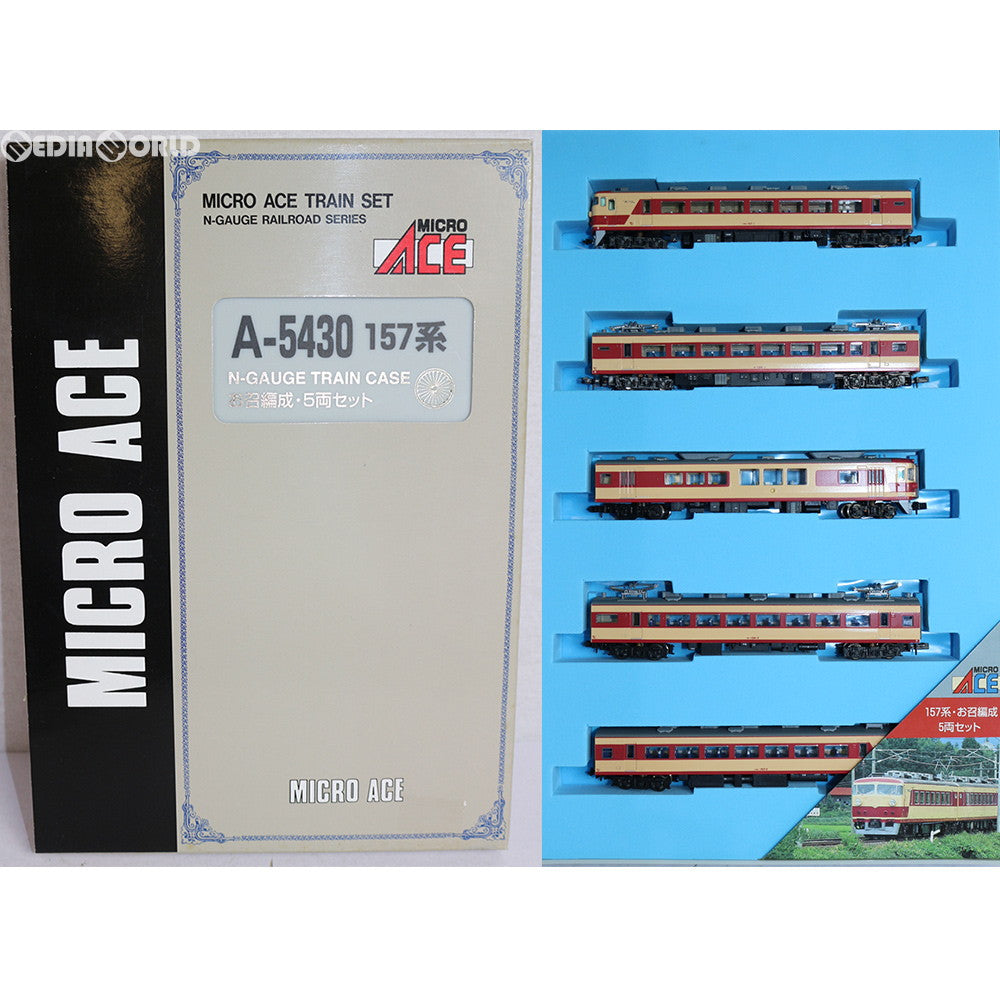 MEDIAWORLD
MICRO ACE
MICRO ACE TRAIN SET
N-GAUGE RAILROAD SERIES
MICRO
ACE
A-5430 157系
N-GAUGE TRAIN CASE
お召編成・5両セット
MICRO ACE
MICRO
ACE
157系・お召編成
5両セット